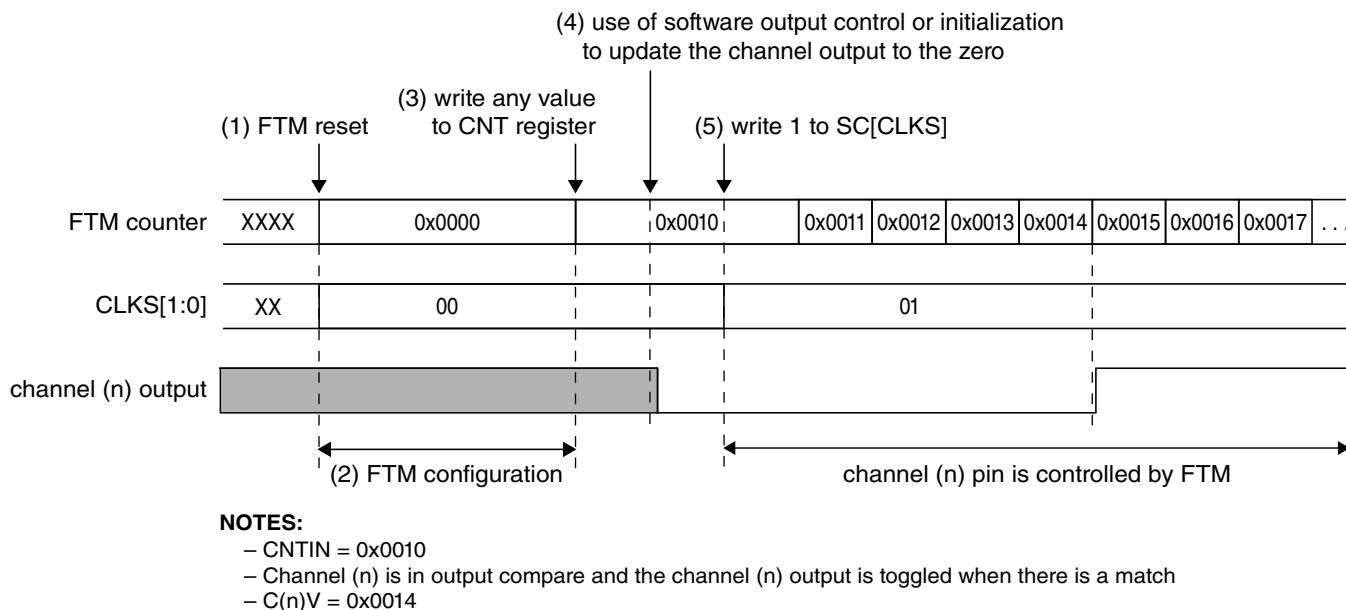 (4) use of software output control or initialization
to update the channel output to the zero
(3) write any value
to CNT register
(1) FTM reset
(5) write 1 to SC[CLKS]
FTM counter XXXX 0x0000 0x0010 0x0011 0x0012 0x0013 0x0014 0x0015 0x0016 0x0017 . . .
CLKS[1:0] XX 00 01
channel (n) output
(2) FTM configuration
channel (n) pin is controlled by FTM
NOTES:
– CNTIN = 0x0010
– Channel (n) is in output compare and the channel (n) output is toggled when there is a match
– C(n)V = 0x0014